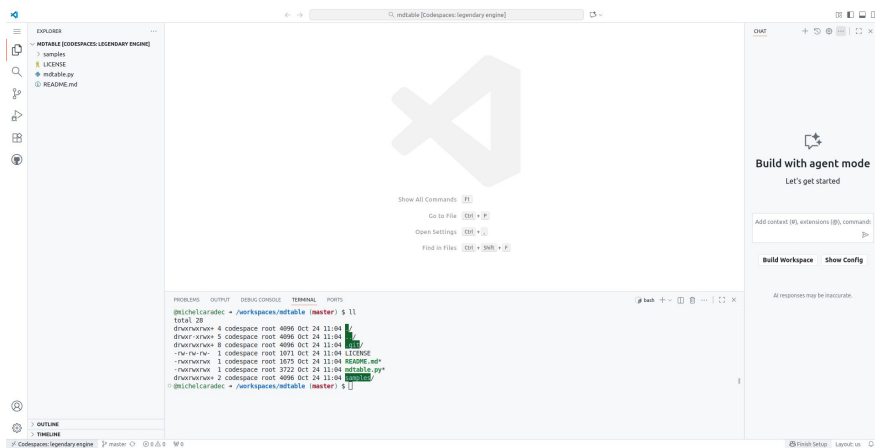 mdtable [Codespaces: legendary engine]
EXPLORER
MDTABLE [CODESPACES: LEGENDARY ENGINE]
samples
LICENSE
mdtable.py
README.md
OUTLINE
TIMELINE
Show All Commands F1
Go to File Ctrl + P
Open Settings Ctrl + ,
Find in Files Ctrl + Shift + F
PROBLEMS OUTPUT DEBUG CONSOLE TERMINAL PORTS
bash
@michelcaradec → /workspaces/mdtable (master) $ ll
total 28
drwxrwxrwx+ 4 codespace root 4096 Oct 24 11:04 ./
drwxr-xrwx+ 5 codespace root 4096 Oct 24 11:04 ../
drwxrwxrwx+ 8 codespace root 4096 Oct 24 11:04 .git/
-rw-rw-rw- 1 codespace root 1071 Oct 24 11:04 LICENSE
-rwxrwxrwx 1 codespace root 1675 Oct 24 11:04 README.md*
-rwxrwxrwx 1 codespace root 3722 Oct 24 11:04 mdtable.py*
drwxrwxrwx+ 2 codespace root 4096 Oct 24 11:04 samples/
@michelcaradec → /workspaces/mdtable (master) $
CHAT
Build with agent mode
Let's get started
Add context (#), extensions (@), commands
Build Workspace Show Config
AI responses may be inaccurate.
Codespaces: legendary engine master 0 0 0 Finish Setup Layout: us